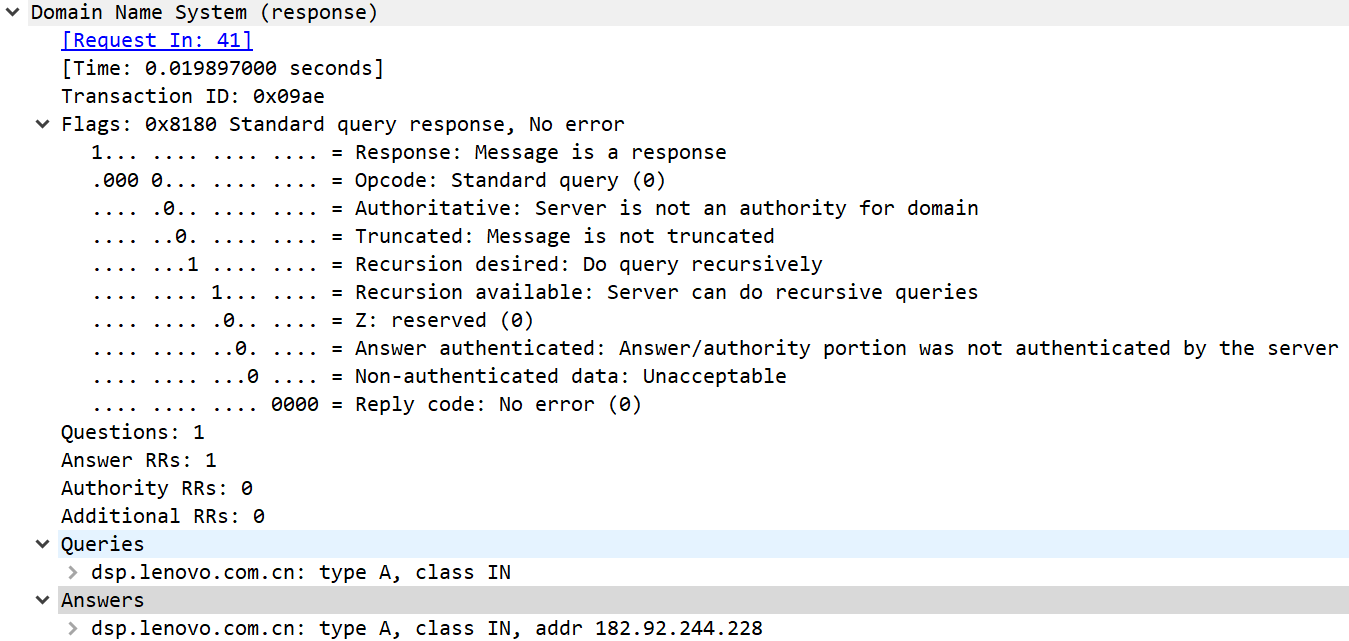 Domain Name System (response)
[Request In: 41]
[Time: 0.019897000 seconds]
Transaction ID: 0x09ae
Flags: 0x8180 Standard query response, No error
1... .... .... .... = Response: Message is a response
.000 0... .... .... = Opcode: Standard query (0)
.... .0.. .... .... = Authoritative: Server is not an authority for domain
.... ..0. .... .... = Truncated: Message is not truncated
.... ...1 .... .... = Recursion desired: Do query recursively
.... .... 1... .... = Recursion available: Server can do recursive queries
.... .... .0.. .... = Z: reserved (0)
.... .... ..0. .... = Answer authenticated: Answer/authority portion was not authenticated by the server
.... .... ...0 .... = Non-authenticated data: Unacceptable
.... .... .... 0000 = Reply code: No error (0)
Questions: 1
Answer RRs: 1
Authority RRs: 0
Additional RRs: 0
Queries
dsp.lenovo.com.cn: type A, class IN
Answers
dsp.lenovo.com.cn: type A, class IN, addr 182.92.244.228